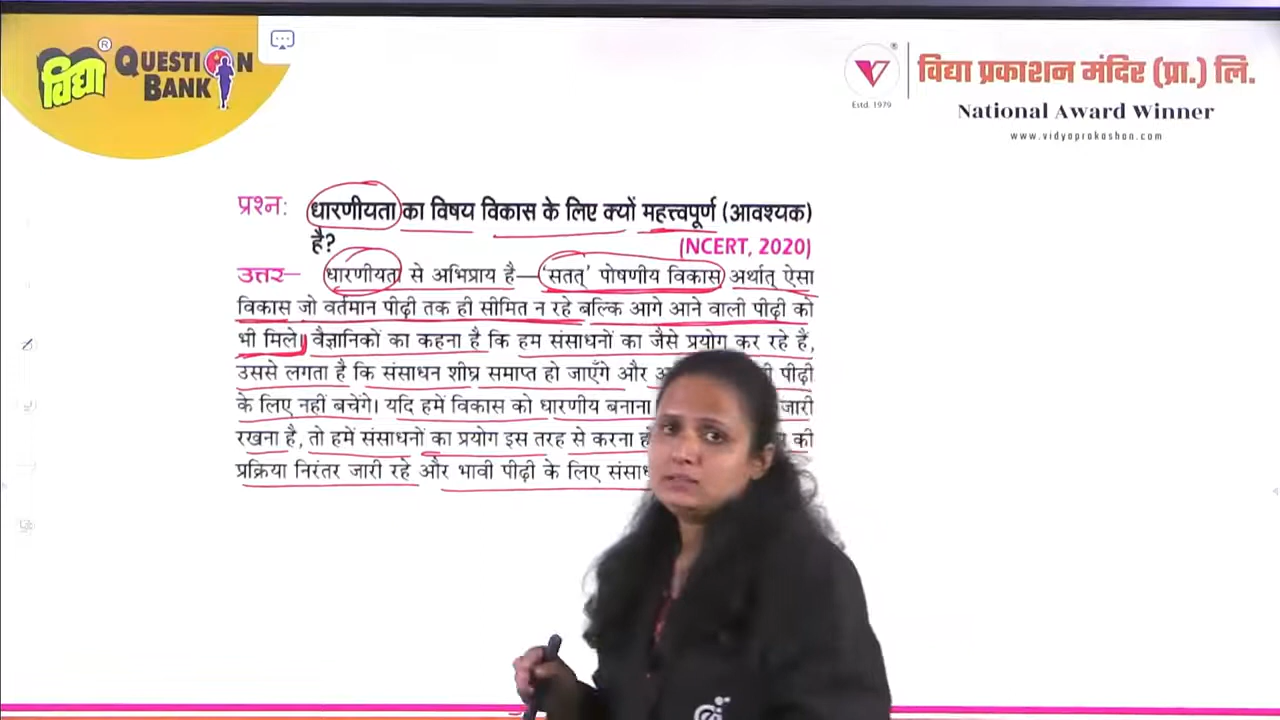 विद्या
®
QUESTION
BANK
®
Estd. 1979
विद्या प्रकाशन मंदिर (प्रा.) लि.
National Award Winner
www.vidyaprakashan.com
प्रश्न: धारणीयता का विषय विकास के लिए क्यों महत्त्वपूर्ण (आवश्यक)
है? (NCERT, 2020)
उत्तर– धारणीयता से अभिप्राय है—‘सतत्’ पोषणीय विकास अर्थात् ऐसा
विकास जो वर्तमान पीढ़ी तक ही सीमित न रहे बल्कि आगे आने वाली पीढ़ी को
भी मिले। वैज्ञानिकों का कहना है कि हम संसाधनों का जैसे प्रयोग कर रहे हैं,
उससे लगता है कि संसाधन शीघ्र समाप्त हो जाएँगे और पीढ़ी
के लिए नहीं बचेंगे। यदि हमें विकास को धारणीय बनाना जारी
रखना है, तो हमें संसाधनों का प्रयोग इस तरह से करना की
प्रक्रिया निरंतर जारी रहे और भावी पीढ़ी के लिए